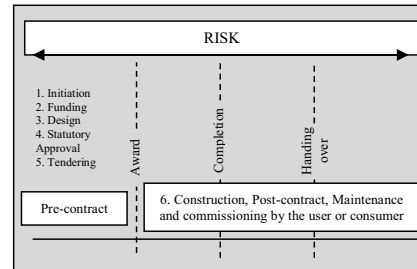 RISK
1. Initiation
2. Funding
3. Design
4. Statutory
Approval
5. Tendering
Award
Completion
Handing
over
Pre-contract
6. Construction, Post-contract, Maintenance
and commissioning by the user or consumer